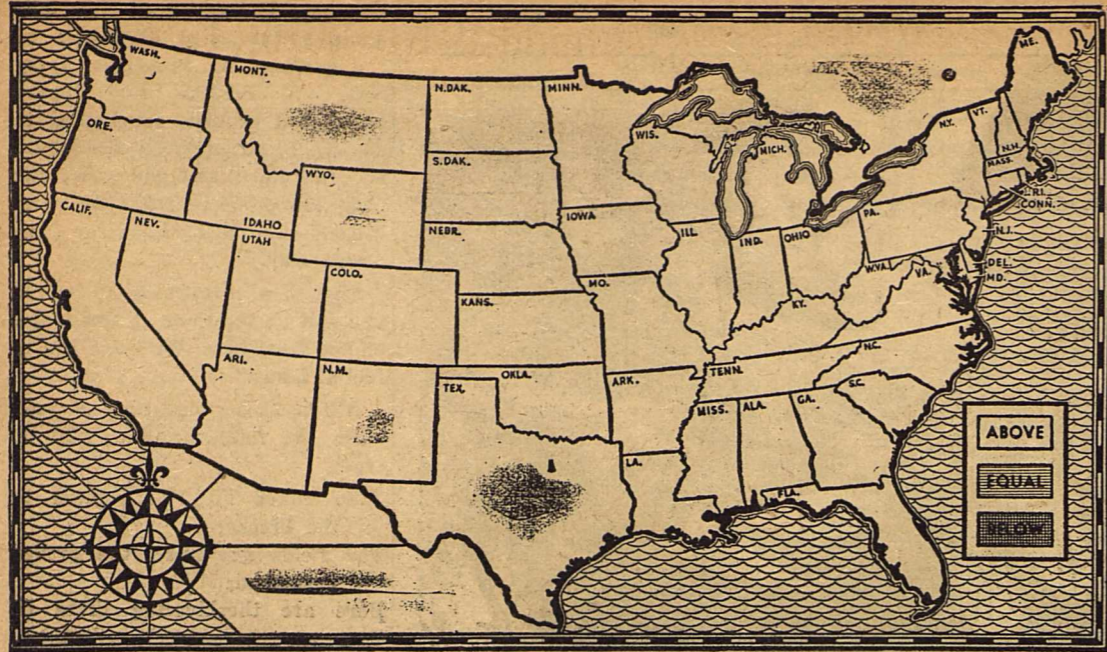 WASH.
MONT.
N.DAK.
MINN.
ME.
ORE.
WIS.
MICH.
N.Y.
VT.
N.H.
MASS.
S.DAK.
WYO.
R.I.
CONN.
CALIF.
NEV.
IDAHO
UTAH
NEBR.
IOWA
ILL.
IND.
OHIO
PA.
N.J.
COLO.
KANS.
MO.
KY.
W.VA.
VA.
DEL.
MD.
ARI.
N.M.
TEX.
OKLA.
ARK.
TENN.
N.C.
S.C.
MISS.
ALA.
GA.
LA.
FLA.
ABOVE
EQUAL
BELOW